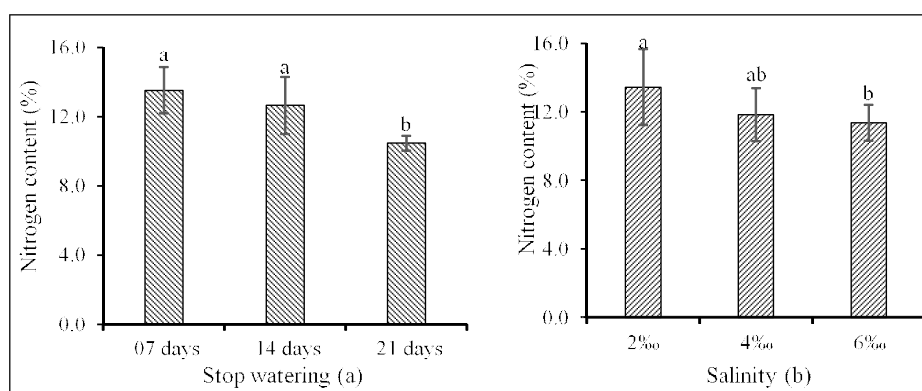 Nitrogen content (%)
16.0
12.0
8.0
4.0
0.0
a
a
b
07 days
14 days
21 days
Stop watering (a)
Nitrogen content (%)
16.0
12.0
8.0
4.0
0.0
a
ab
b
2‰
4‰
6‰
Salinity (b)